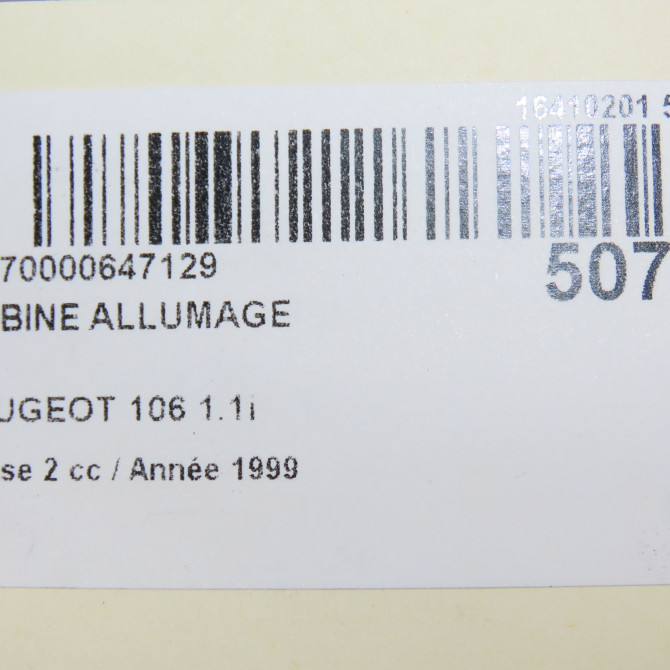 16410201 5
70000647129
507
BINE ALLUMAGE
UGEOT 106 1.1i
se 2 cc / Année 1999